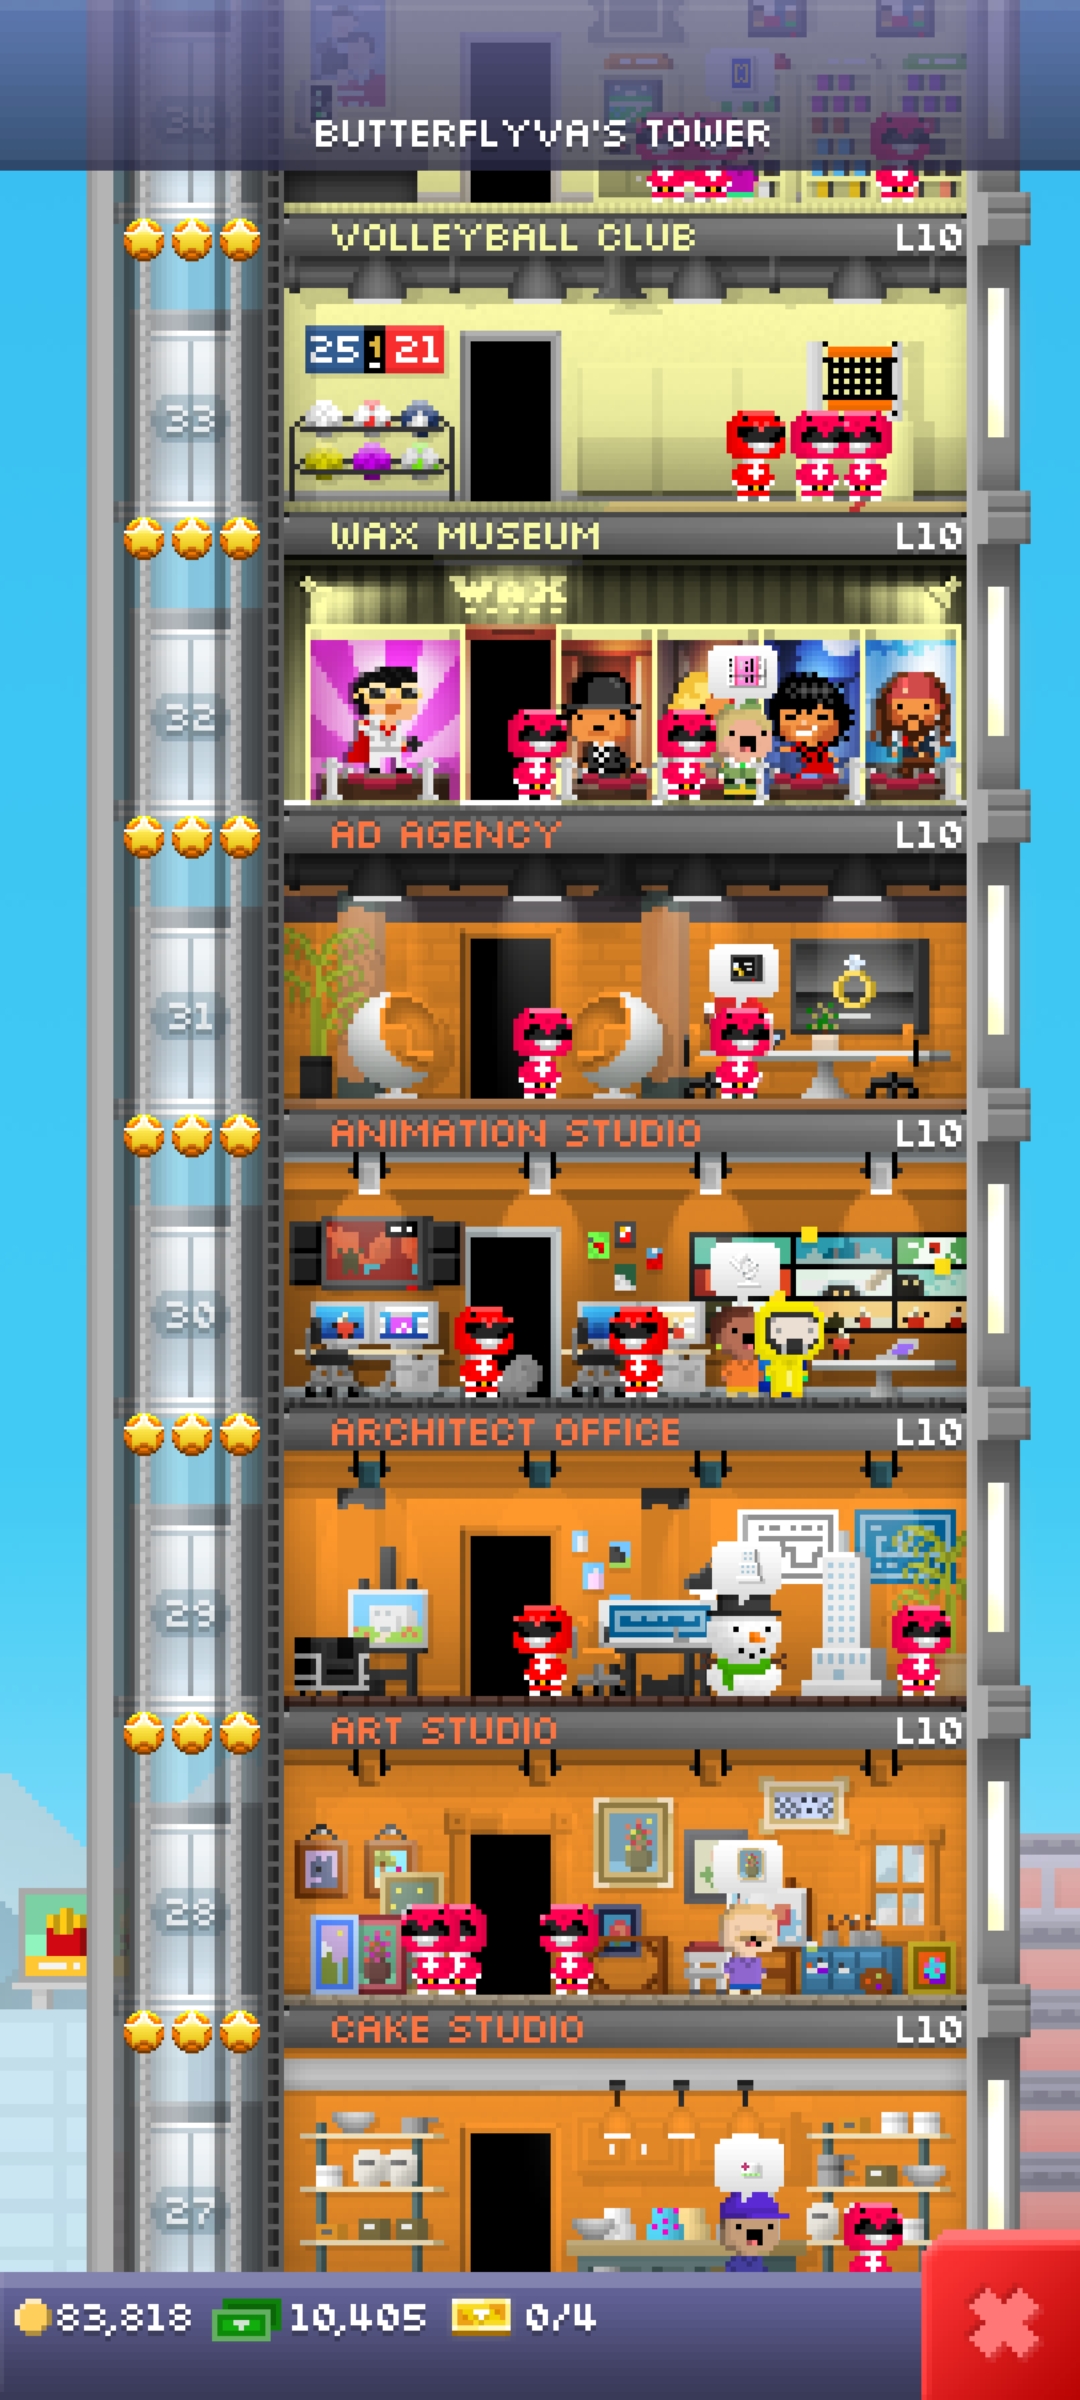 34
BUTTERFLYVA'S TOWER
VOLLEYBALL CLUB L10
25 21
33
WAX MUSEUM L10
WAX
32
AD AGENCY L10
31
ANIMATION STUDIO L10
30
ARCHITECT OFFICE L10
29
ART STUDIO L10
28
CAKE STUDIO L10
27
83,818 10,405 0/4